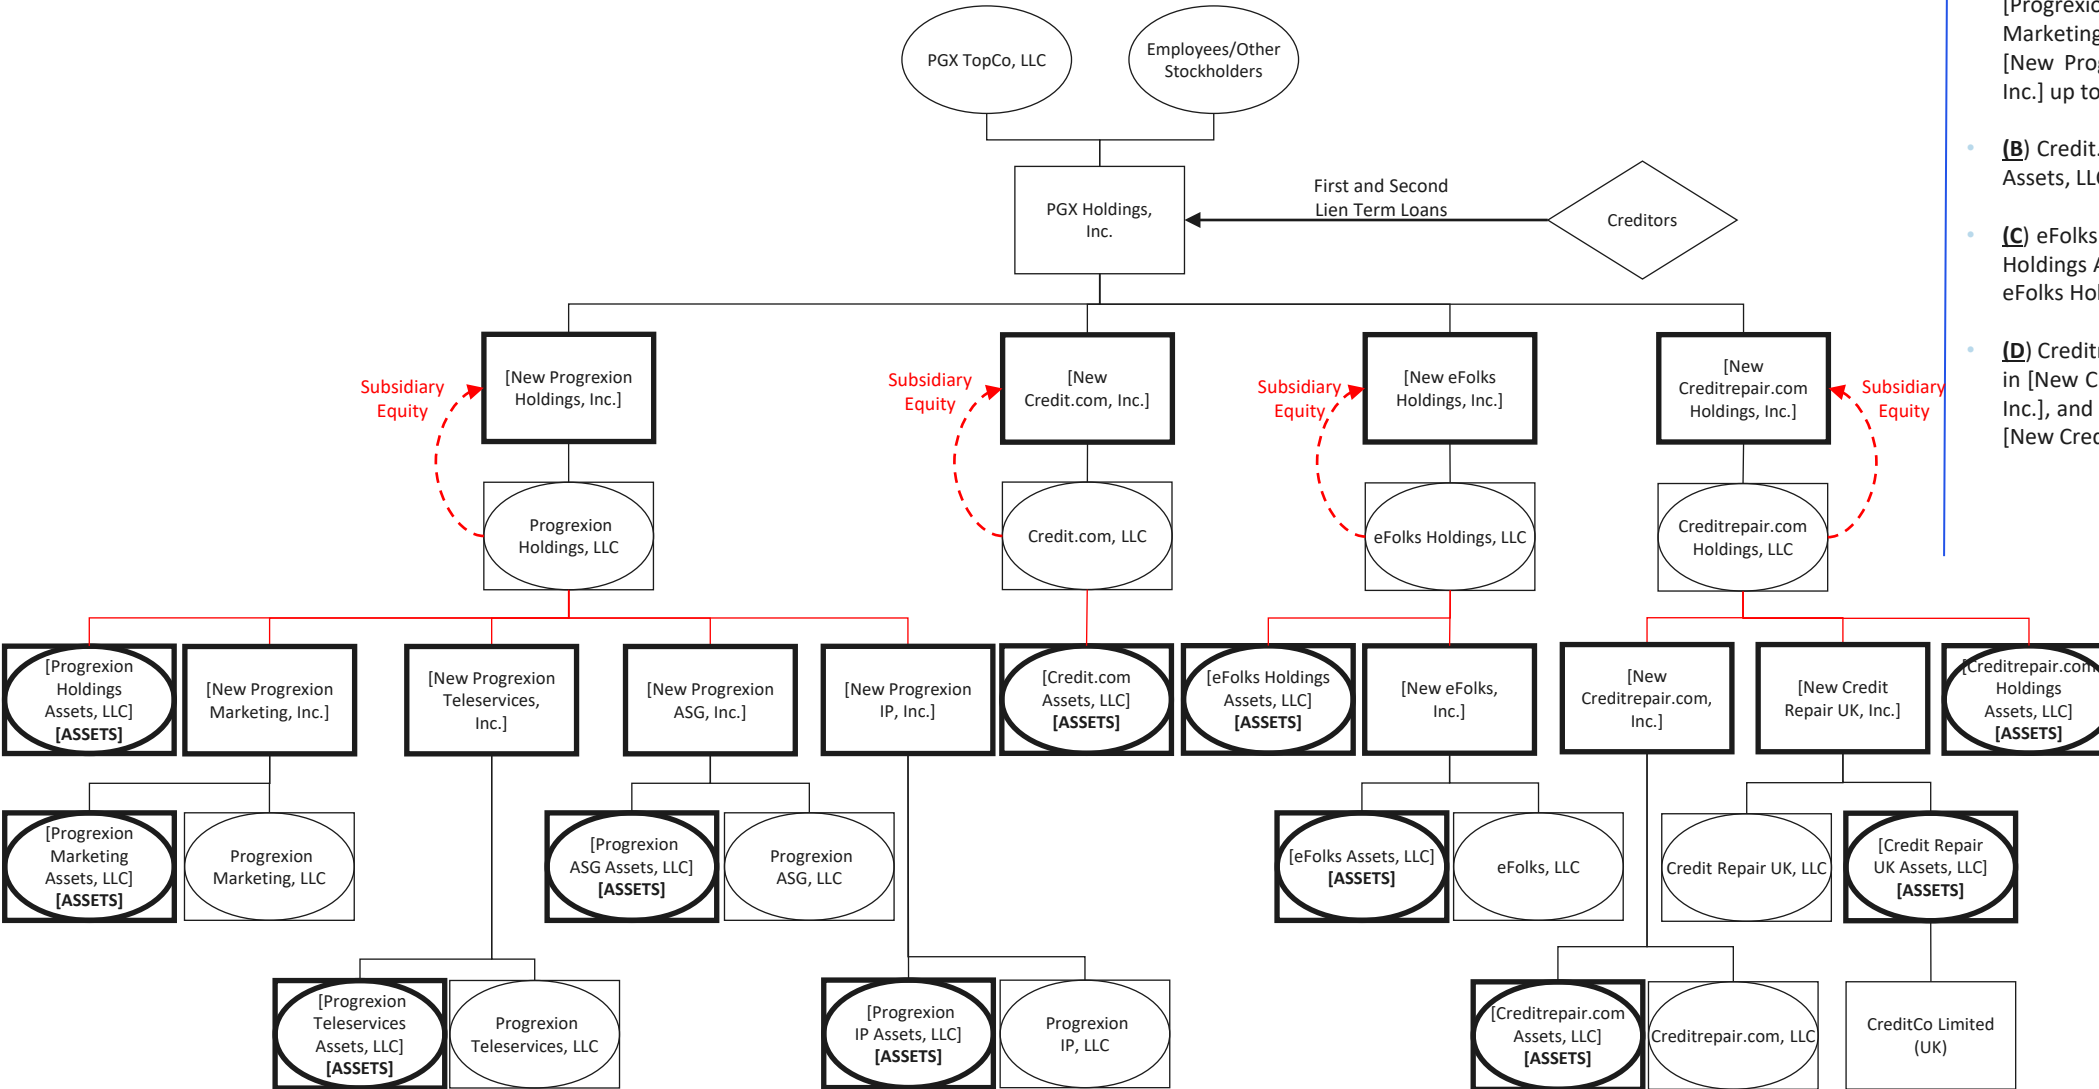 PGX TopCo, LLC
Employees/Other
Stockholders
PGX Holdings,
Inc.
First and Second
Lien Term Loans
Creditors
Subsidiary
Equity
[New Progrexion
Holdings, Inc.]
Subsidiary
Equity
[New
Credit.com, Inc.]
Subsidiary
Equity
[New eFolks
Holdings, Inc.]
[New
Creditrepair.com
Holdings, Inc.]
Subsidiary
Equity
Progrexion
Holdings, LLC
Credit.com, LLC
eFolks Holdings, LLC
Creditrepair.com
Holdings, LLC
[Progrexion
Holdings
Assets, LLC]
[ASSETS]
[New Progrexion
Marketing, Inc.]
[New Progrexion
Teleservices,
Inc.]
[New Progrexion
ASG, Inc.]
[New Progrexion
IP, Inc.]
[Credit.com
Assets, LLC]
[ASSETS]
[eFolks Holdings
Assets, LLC]
[ASSETS]
[New eFolks,
Inc.]
[New
Creditrepair.com,
Inc.]
[New Credit
Repair UK, Inc.]
[Creditrepair.com
Holdings
Assets, LLC]
[ASSETS]
[Progrexion
Marketing
Assets, LLC]
[ASSETS]
Progrexion
Marketing, LLC
[Progrexion
ASG Assets, LLC]
[ASSETS]
Progrexion
ASG, LLC
[eFolks Assets, LLC]
[ASSETS]
eFolks, LLC
Credit Repair UK, LLC
[Credit Repair
UK Assets, LLC]
[ASSETS]
[Progrexion
Teleservices
Assets, LLC]
[ASSETS]
Progrexion
Teleservices, LLC
[Progrexion
IP Assets, LLC]
[ASSETS]
Progrexion
IP, LLC
[Creditrepair.com
Assets, LLC]
[ASSETS]
Creditrepair.com, LLC
CreditCo Limited
(UK)
Marketing
[New
Inc.] up to
(B) Credit.
Assets,
(C) eFolks
Holdings
eFolks
(D)
in [New
Inc.], and
[New